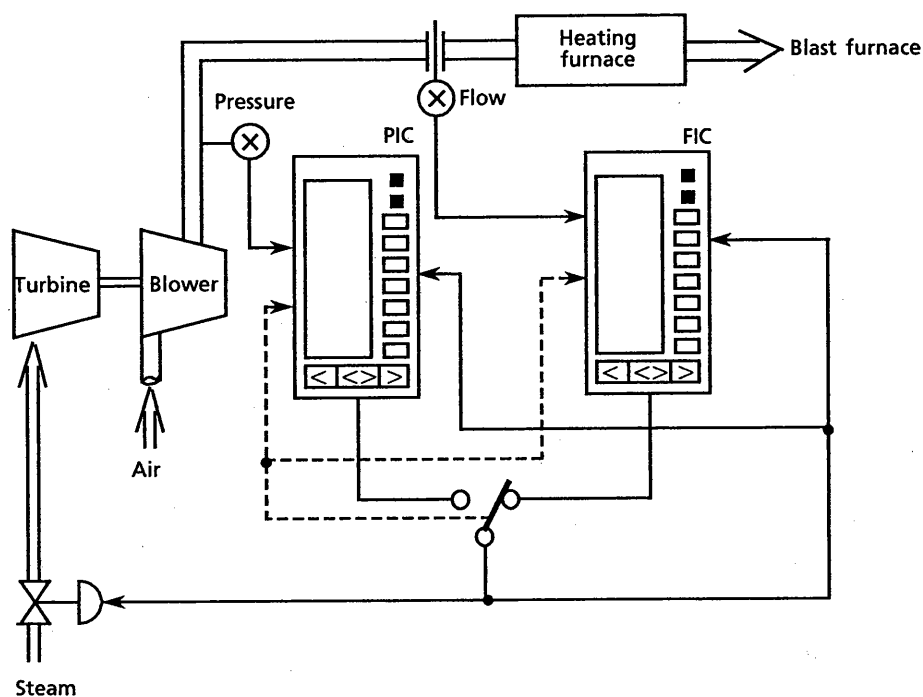 Heating
furnace
Blast furnace
Pressure
Flow
PIC
FIC
Turbine
Blower
< <> >
< <> >
Air
Steam